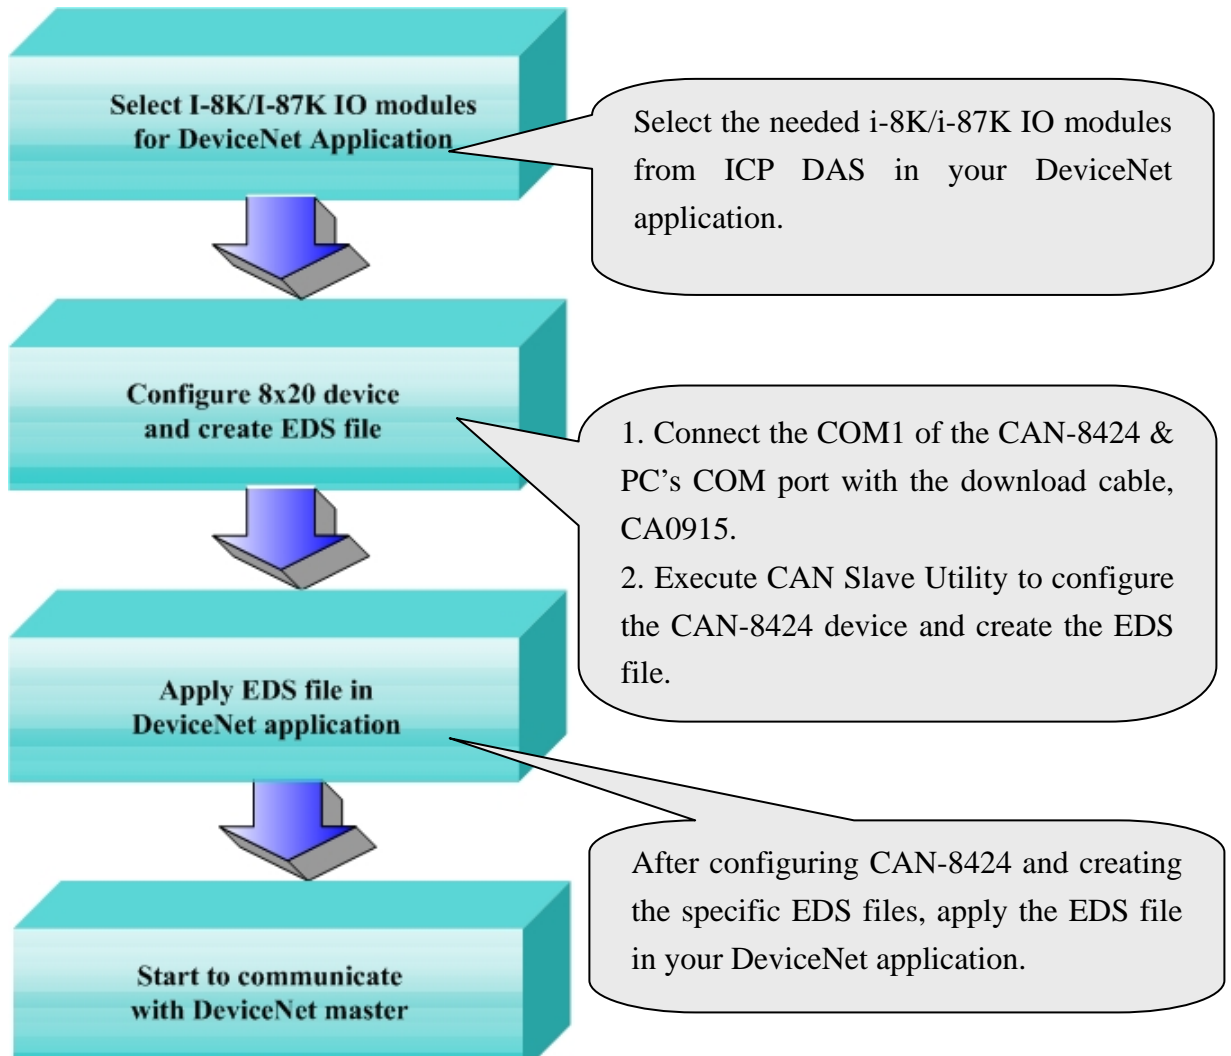 Select I-8K/I-87K IO modules
for DeviceNet Application
Select the needed i-8K/i-87K IO modules
from ICP DAS in your DeviceNet
application.
Configure 8x20 device
and create EDS file
1. Connect the COM1 of the CAN-8424 &
PC’s COM port with the download cable,
CA0915.
2. Execute CAN Slave Utility to configure
the CAN-8424 device and create the EDS
file.
Apply EDS file in
DeviceNet application
After configuring CAN-8424 and creating
the specific EDS files, apply the EDS file
in your DeviceNet application.
Start to communicate
with DeviceNet master